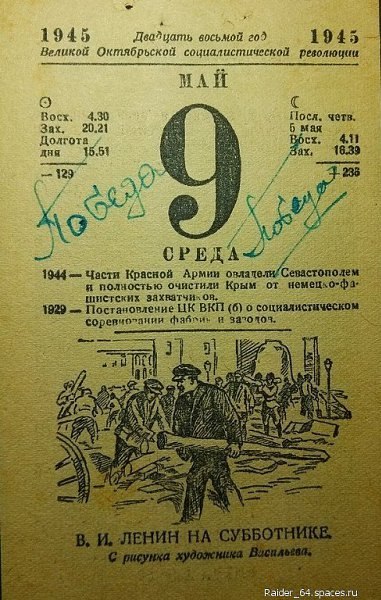 1945 Двадцать восьмой год 1945
Великой Октябрьской социалистической революции
МАЙ
Восх. 4.30
Зах. 20.21
Долгота
дня 15.51
— 129
9
Посл. четв.
5 мая
Восх. 4.11
Зах. 16.39
+ 236
Победа
Победа
СРЕДА
1944 — Части Красной Армии овладели Севастополем
и полностью очистили Крым от немецко-фа-
шистских захватчиков.
1929 — Постановление ЦК ВКП (б) о социалистическом
соревновании фабрик и заводов.
В. И. ЛЕНИН НА СУББОТНИКЕ.
С рисунка художника Васильева.
Raider_64.spaces.ru